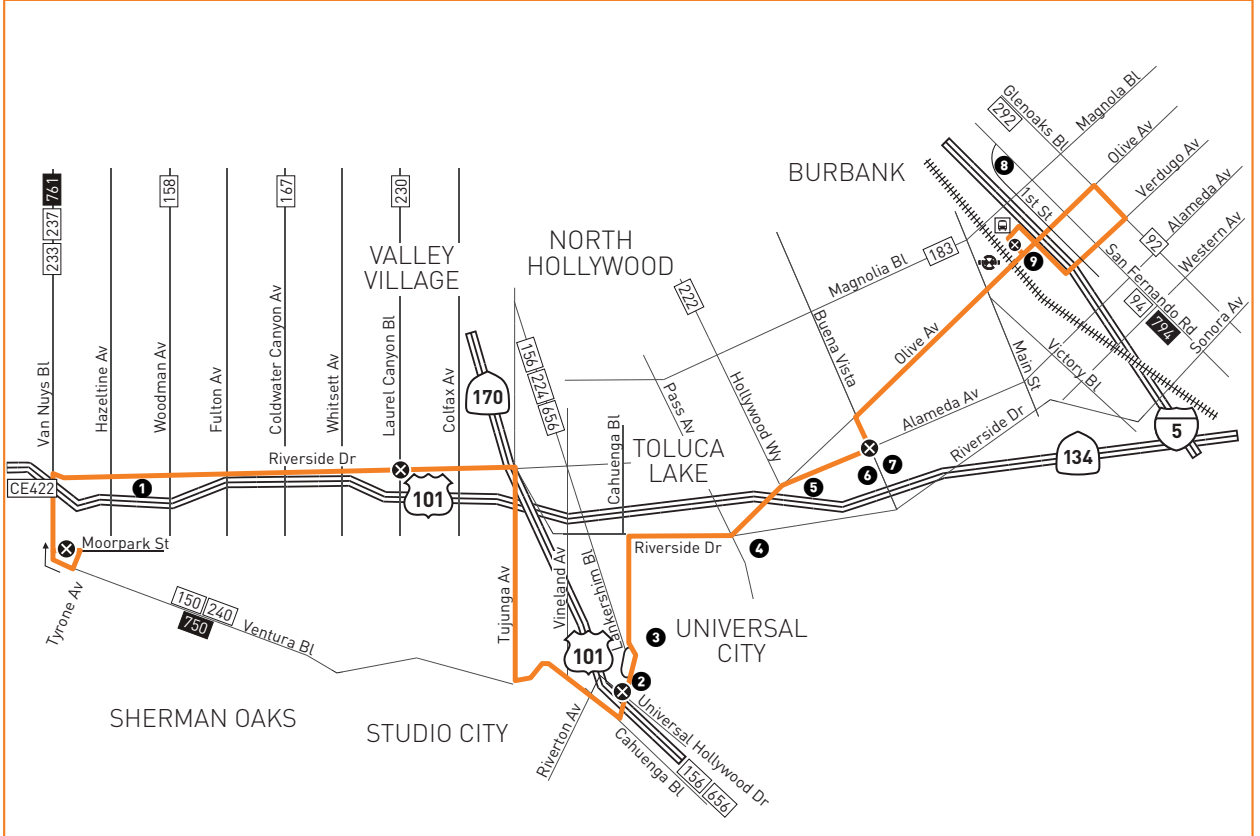 Glenoaks Bl
292
Magnola Bl
Olive Av
Verdugo Av
Alameda Av
92
Western Av
Sonora Av
8
1st St
BURBANK
San Fernando Rd
94
794
9
183
Magnolia Bl
761
237
233
158
167
230
VALLEY
VILLAGE
NORTH
HOLLYWOOD
222
Van Nuys Bl
Hazeltine Av
Woodman Av
Fulton Av
Coldwater Canyon Av
Whitsett Av
Laurel Canyon Bl
Colfax Av
170
156
224
656
Cahuenga Bl
Pass Av
Hollywood Wy
Buena Vista
Olive Av
Main St
Victory Bl
Alameda Av
Riverside Dr
5
134
TOLUCA
LAKE
Riverside Dr
CE422
1
101
5
6
7
4
Riverside Dr
Moorpark St
Tyrone Av
150
240
750
Ventura Bl
Tujunga Av
Vineland Av
Lankershim Bl
3
UNIVERSAL
CITY
101
2
Universal Hollywood Dr
Riverton Av
Cahuenga Bl
156
656
SHERMAN OAKS
STUDIO CITY